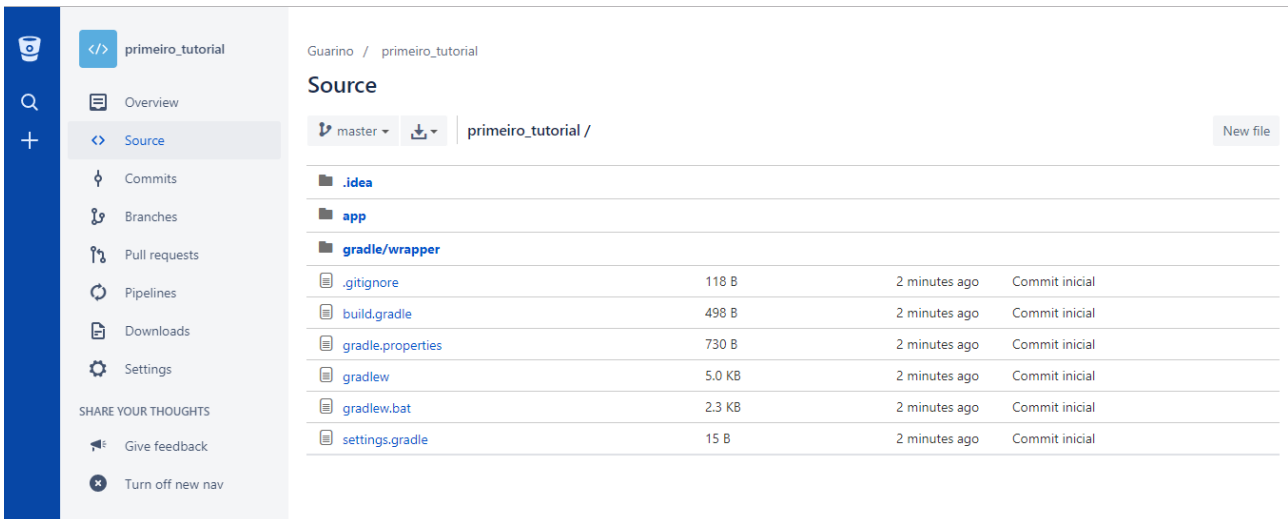 primeiro_tutorial
Overview
Source
Commits
Branches
Pull requests
Pipelines
Downloads
Settings
SHARE YOUR THOUGHTS
Give feedback
Turn off new nav
Guarino / primeiro_tutorial
Source
master primeiro_tutorial / New file
.idea
app
gradle/wrapper
.gitignore 118 B 2 minutes ago Commit inicial
build.gradle 498 B 2 minutes ago Commit inicial
gradle.properties 730 B 2 minutes ago Commit inicial
gradlew 5.0 KB 2 minutes ago Commit inicial
gradlew.bat 2.3 KB 2 minutes ago Commit inicial
settings.gradle 15 B 2 minutes ago Commit inicial